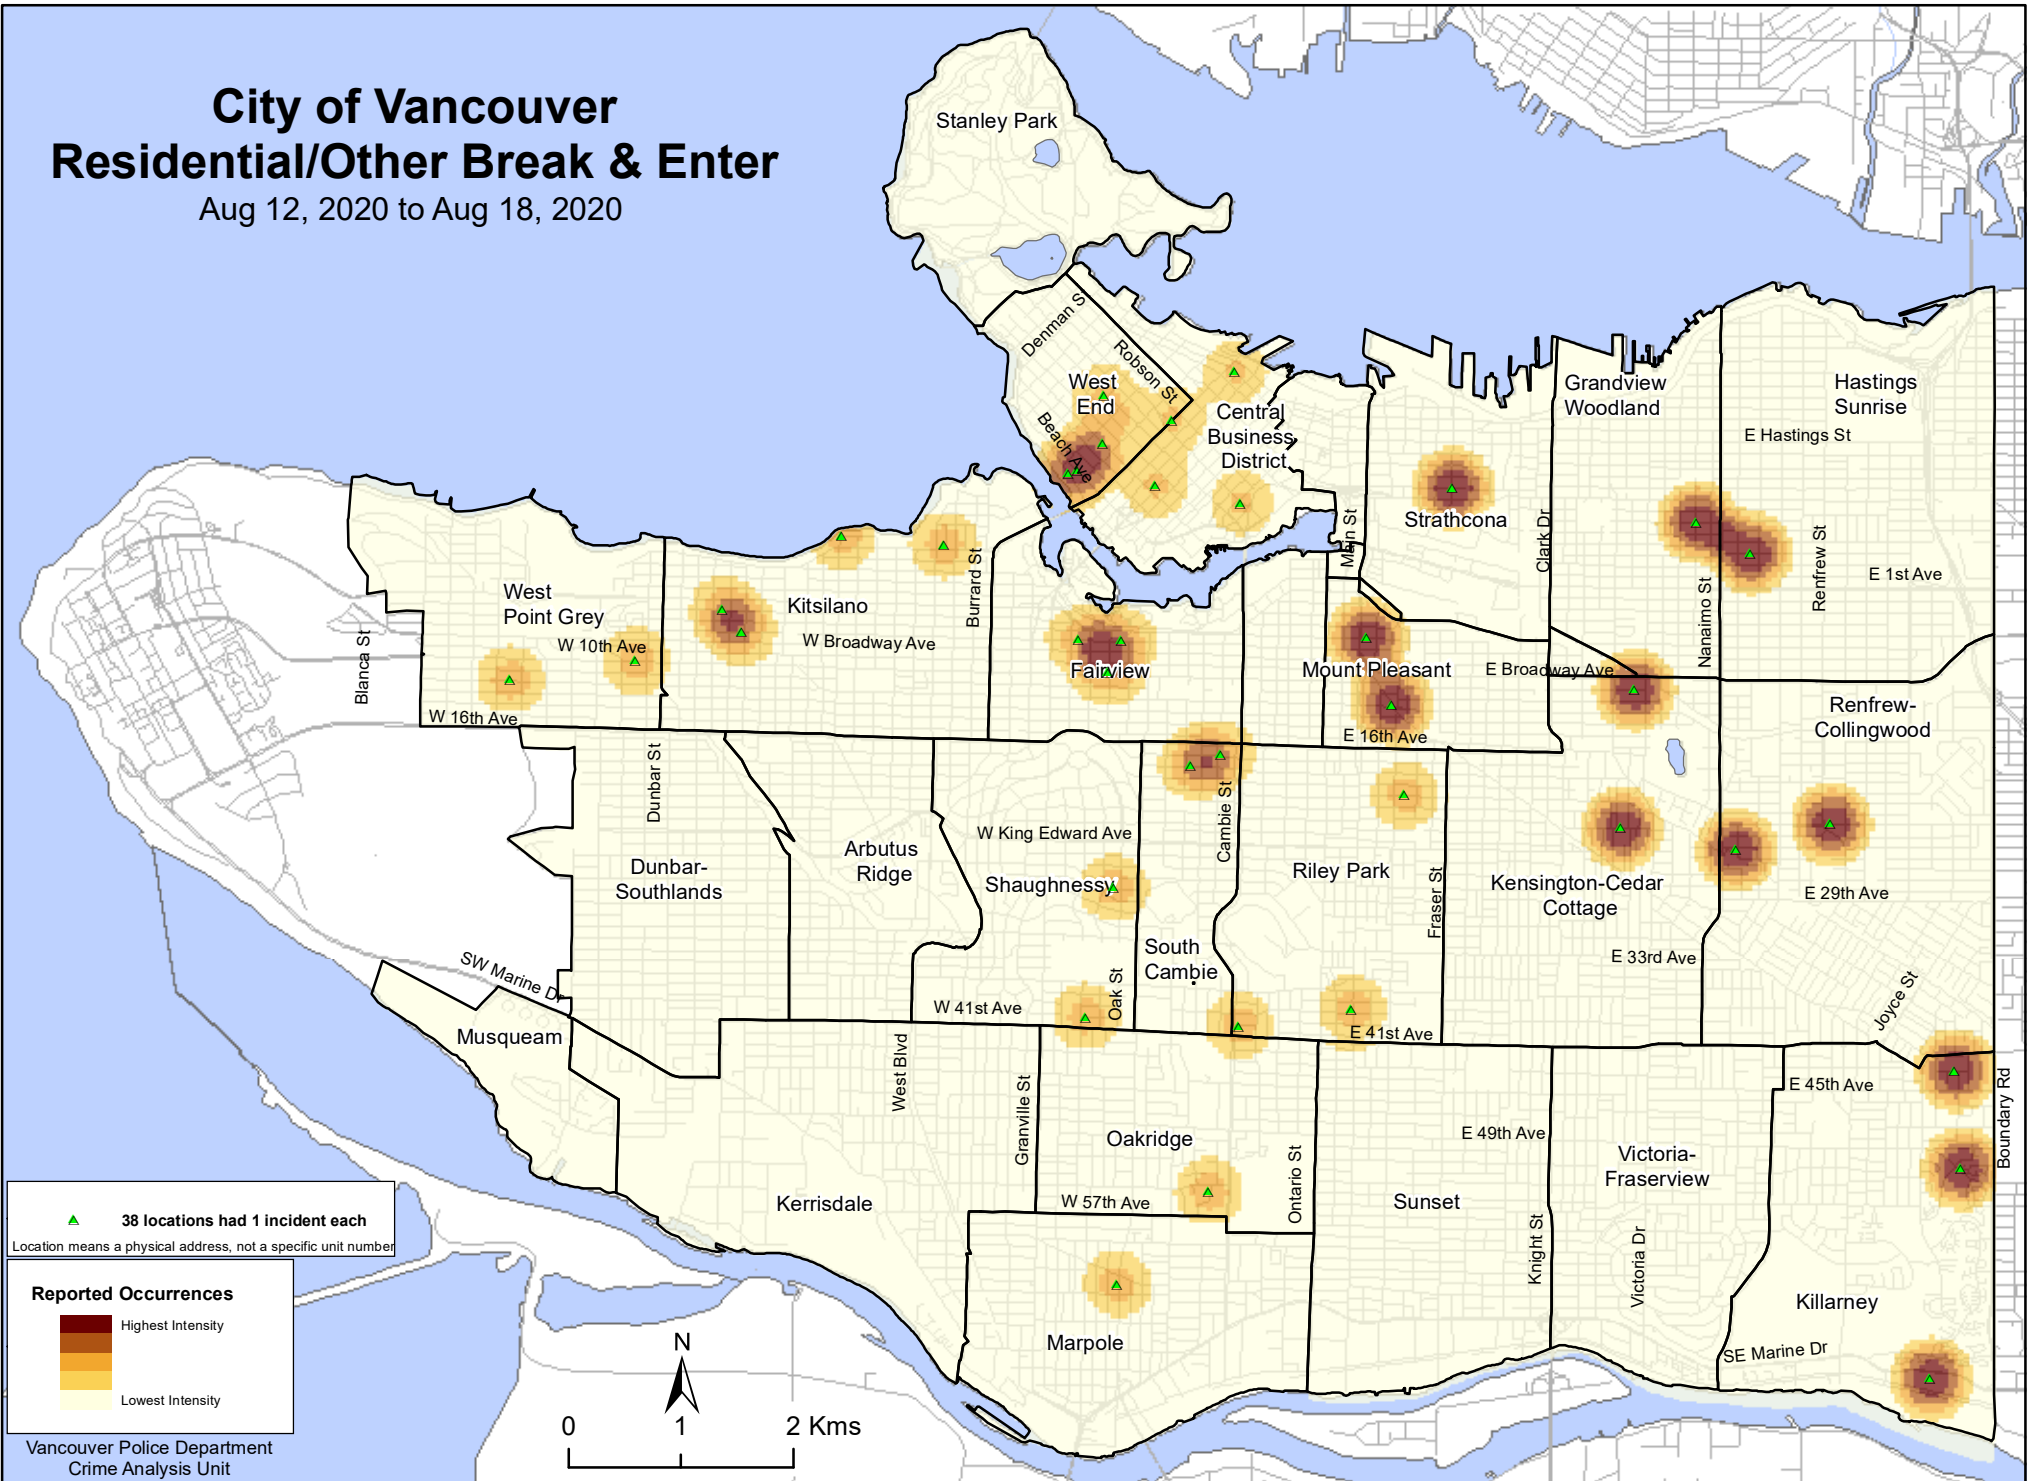 City of Vancouver
Residential/Other Break & Enter
Aug 12, 2020 to Aug 18, 2020
Stanley Park
Denman S
Robson St
West
End
Beach Ave
Central
Business
District
Grandview
Woodland
Hastings
Sunrise
E Hastings St
Strathcona
Main St
Clark Dr
Nanaimo St
Renfrew St
E 1st Ave
West
Point Grey
W 10th Ave
Blanca St
W 16th Ave
Kitsilano
W Broadway Ave
Burrard St
Fairview
Mount Pleasant
E Broadway Ave
E 16th Ave
Renfrew-
Collingwood
Dunbar St
Dunbar-
Southlands
Arbutus
Ridge
W King Edward Ave
Shaughnessy
Cambie St
Riley Park
Fraser St
Kensington-Cedar
Cottage
E 29th Ave
E 33rd Ave
South
Cambie
Oak St
W 41st Ave
E 41st Ave
Joyce St
SW Marine Dr
Musqueam
West Blvd
Granville St
Oakridge
Ontario St
W 57th Ave
E 49th Ave
E 45th Ave
Boundary Rd
Victoria-
Fraserview
Sunset
Kerrisdale
Knight St
Victoria Dr
Killarney
SE Marine Dr
Marpole
38 locations had 1 incident each
Location means a physical address, not a specific unit number
Reported Occurrences
Highest Intensity
Lowest Intensity
Vancouver Police Department
Crime Analysis Unit
N
0 1 2 Kms